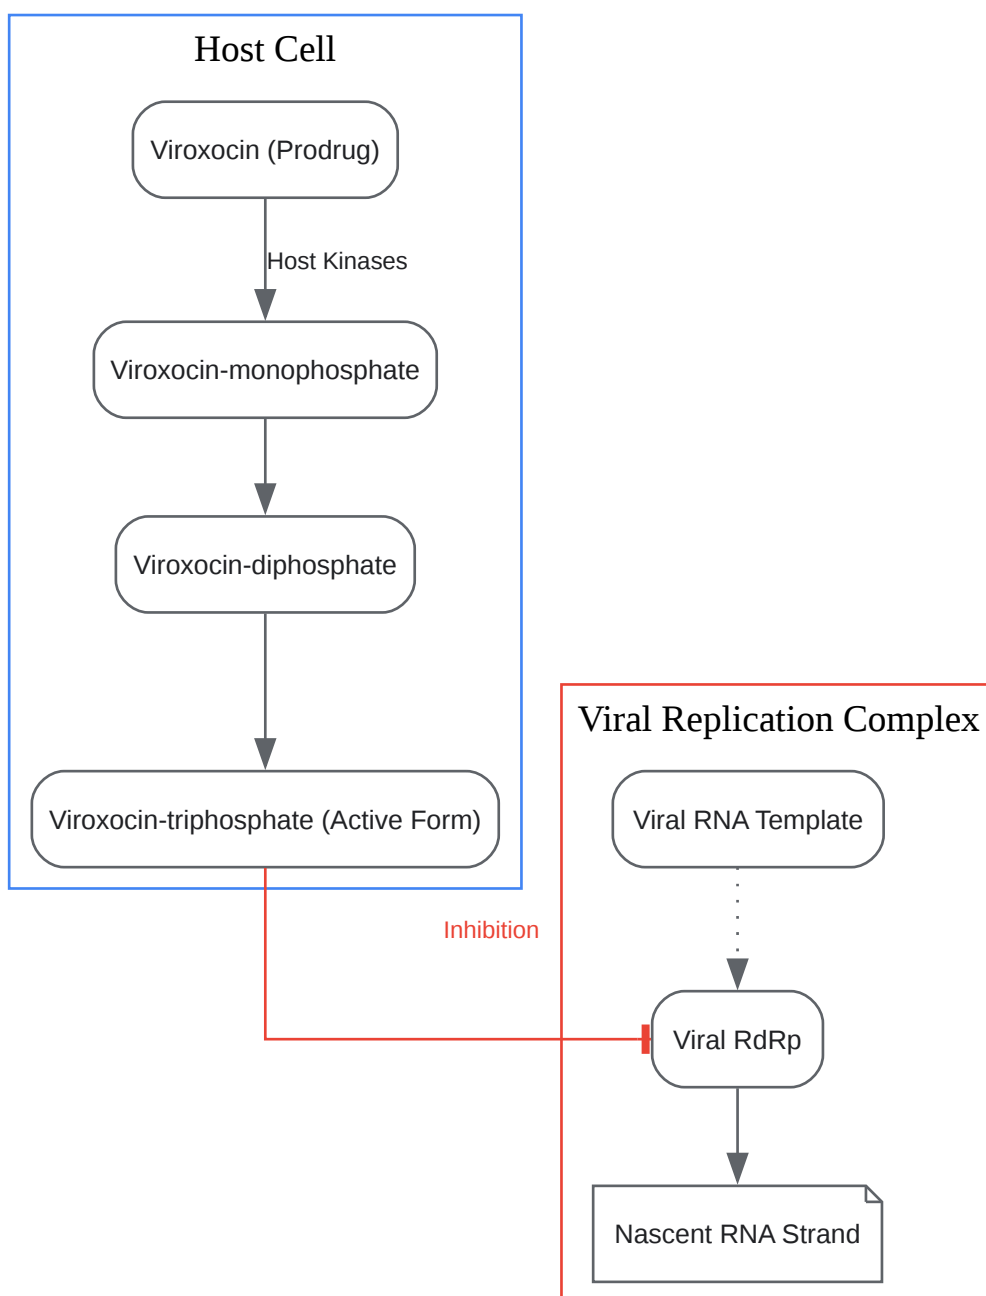 Host Cell
Viroxocin (Prodrug)
Host Kinases
Viroxocin-monophosphate
Viroxocin-diphosphate
Viroxocin-triphosphate (Active Form)
Inhibition
Viral Replication Complex
Viral RNA Template
Viral RdRp
Nascent RNA Strand